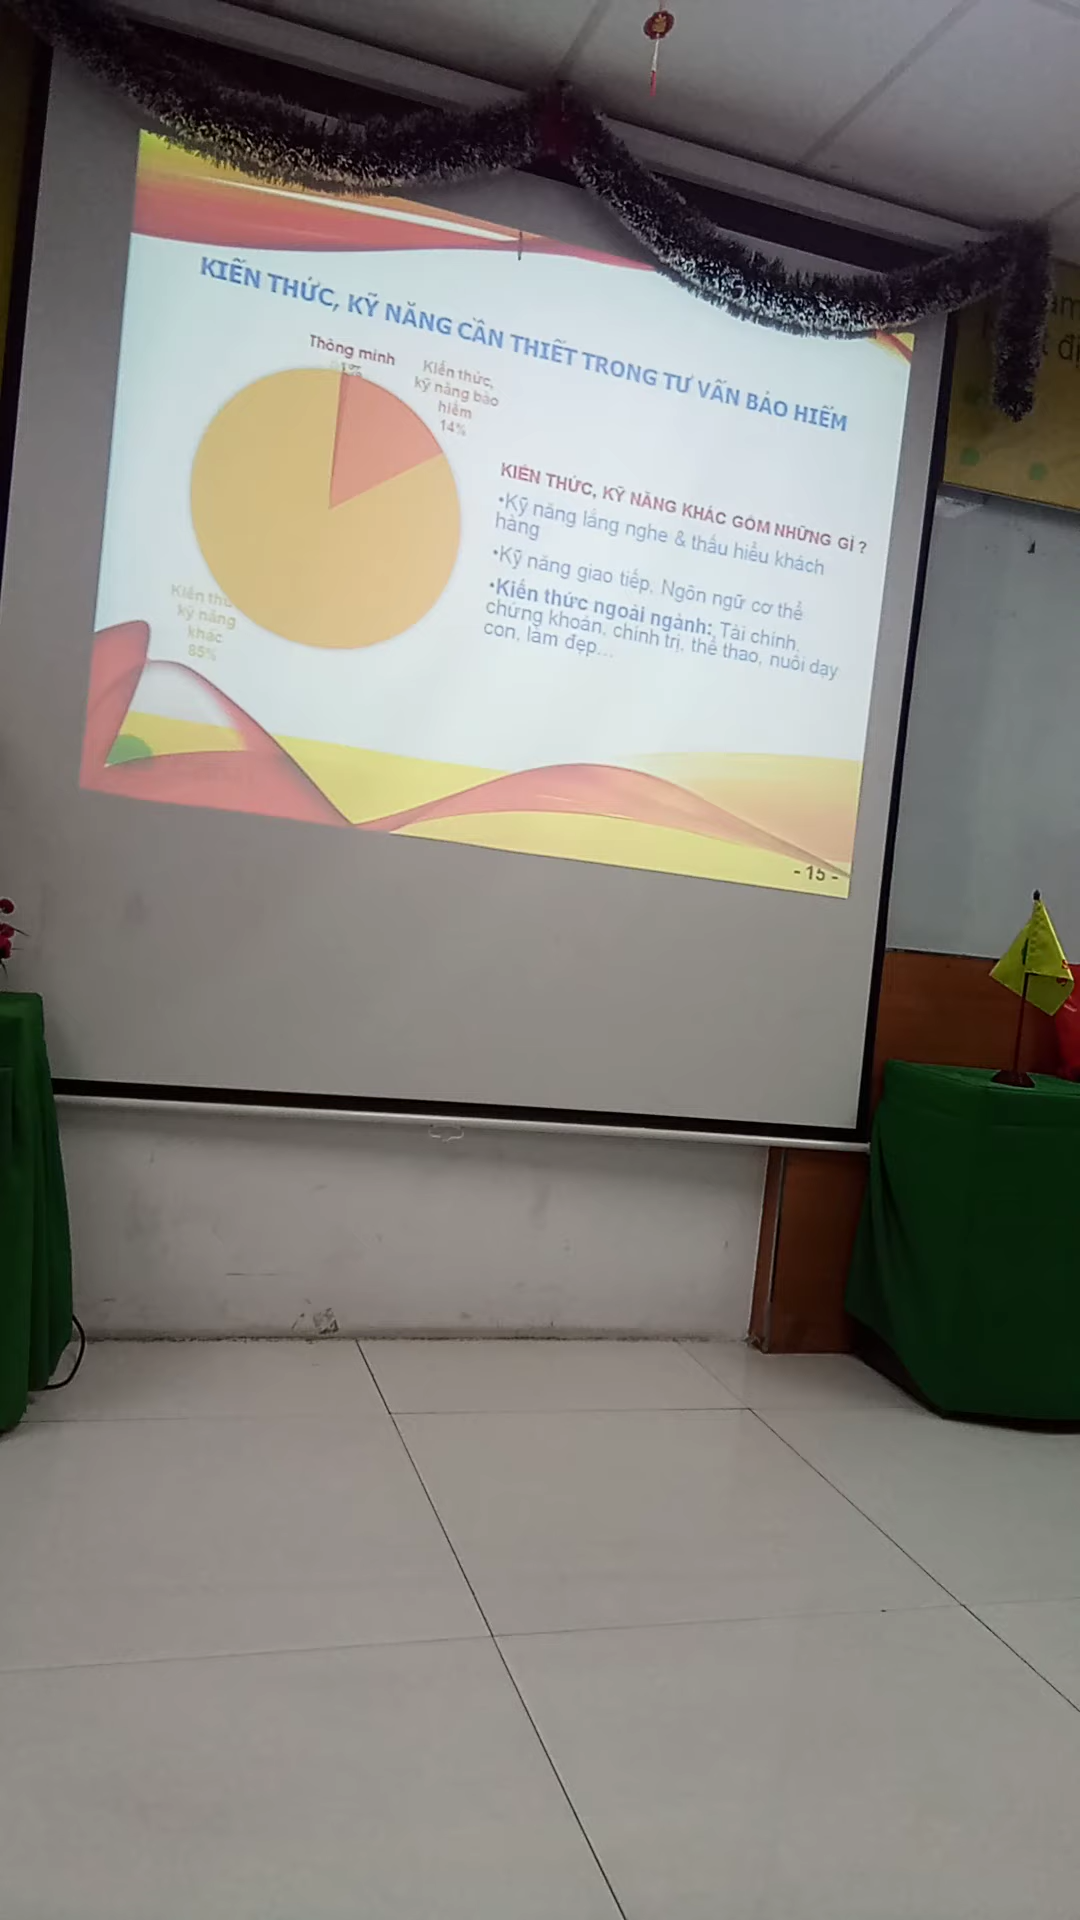 KIẾN THỨC, KỸ NĂNG CẦN THIẾT TRONG TƯ VẤN BẢO HIỂM
Thông minh
1%
Kiến thức,
kỹ năng bảo
hiểm
14%
KIẾN THỨC, KỸ NĂNG KHÁC GỒM NHỮNG GÌ ?
•Kỹ năng lắng nghe & thấu hiểu khách
hàng
•Kỹ năng giao tiếp, Ngôn ngữ cơ thể
•Kiến thức ngoài ngành: Tài chính,
chứng khoán, chính trị, thể thao, nuôi dạy
con, làm đẹp...
Kiến thứ
kỹ năng
khác
85%
- 15 -